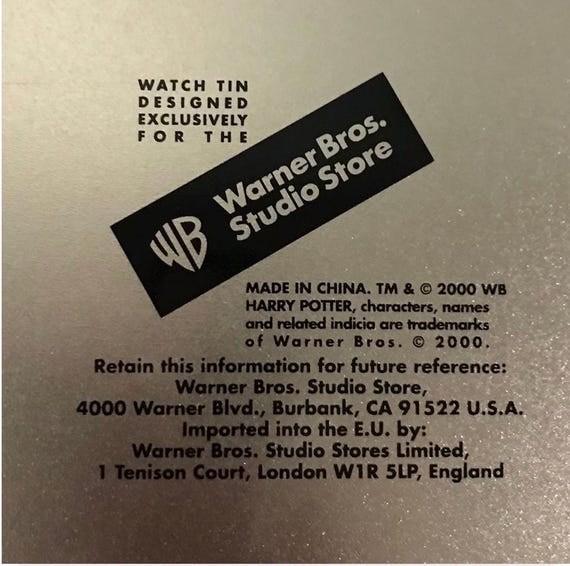 WATCH TIN
DESIGNED
EXCLUSIVELY
FOR THE
WB
Warner Bros.
Studio Store
MADE IN CHINA. TM & © 2000 WB
HARRY POTTER, characters, names
and related indicia are trademarks
of Warner Bros. © 2000.
Retain this information for future reference:
Warner Bros. Studio Store,
4000 Warner Blvd., Burbank, CA 91522 U.S.A.
Imported into the E.U. by:
Warner Bros. Studio Stores Limited,
1 Tenison Court, London W1R 5LP, England